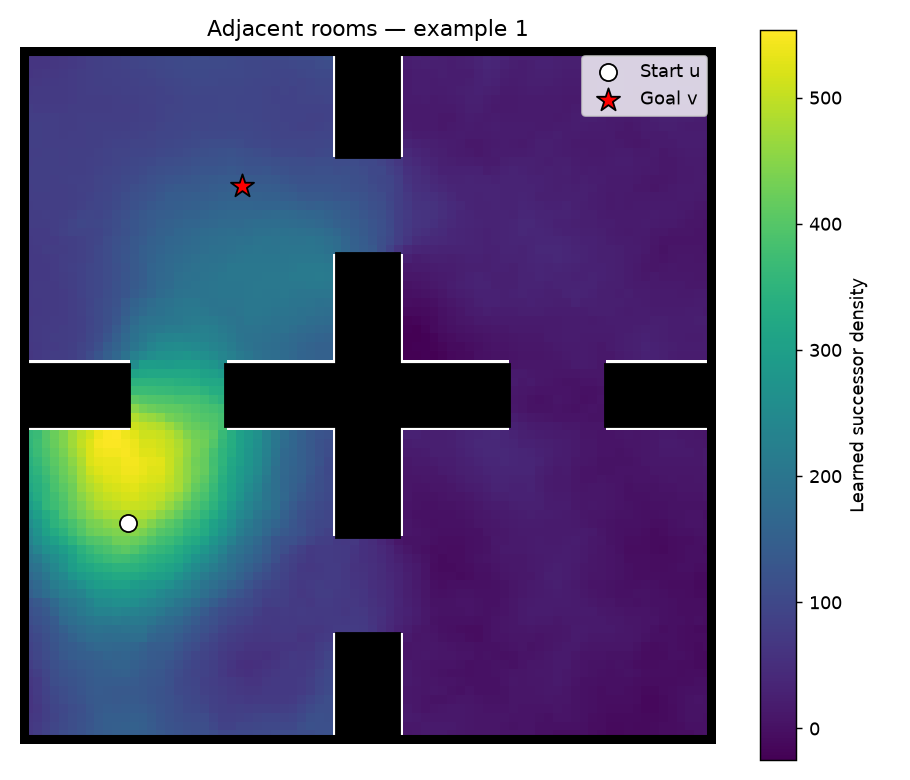 Adjacent rooms — example 1
Start u
Goal v
500
400
300
200
100
0
Learned successor density